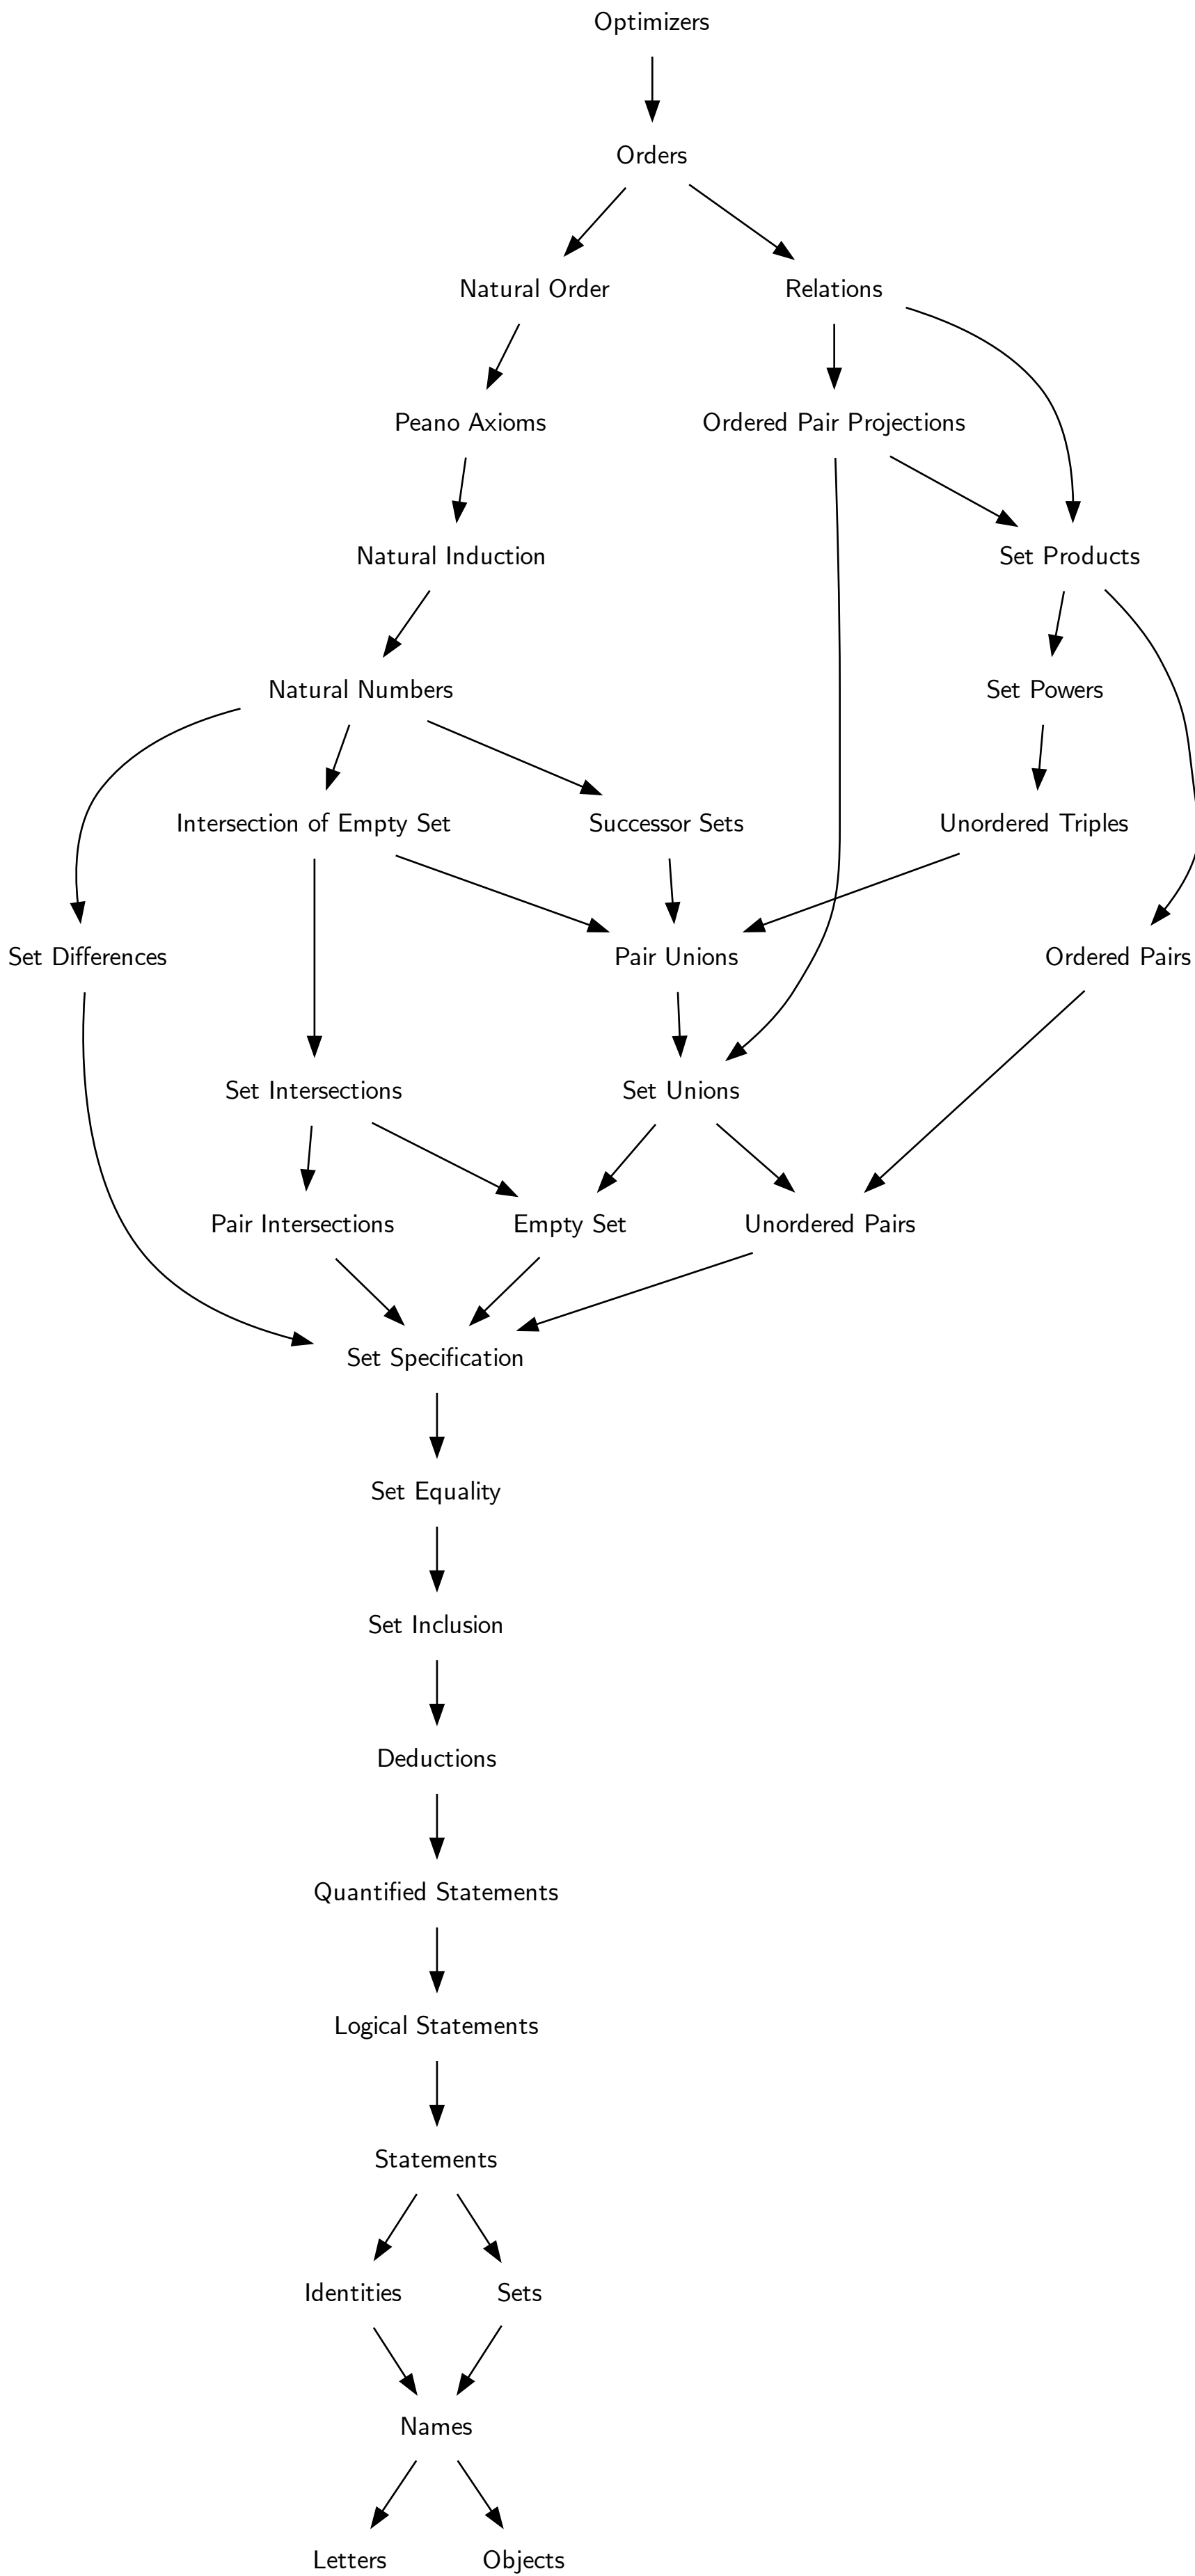 Optimizers
Orders
Natural Order
Relations
Peano Axioms
Ordered Pair Projections
Natural Induction
Set Products
Natural Numbers
Set Powers
Intersection of Empty Set
Successor Sets
Unordered Triples
Set Differences
Pair Unions
Ordered Pairs
Set Intersections
Set Unions
Pair Intersections
Empty Set
Unordered Pairs
Set Specification
Set Equality
Set Inclusion
Deductions
Quantified Statements
Logical Statements
Statements
Identities
Sets
Names
Letters
Objects